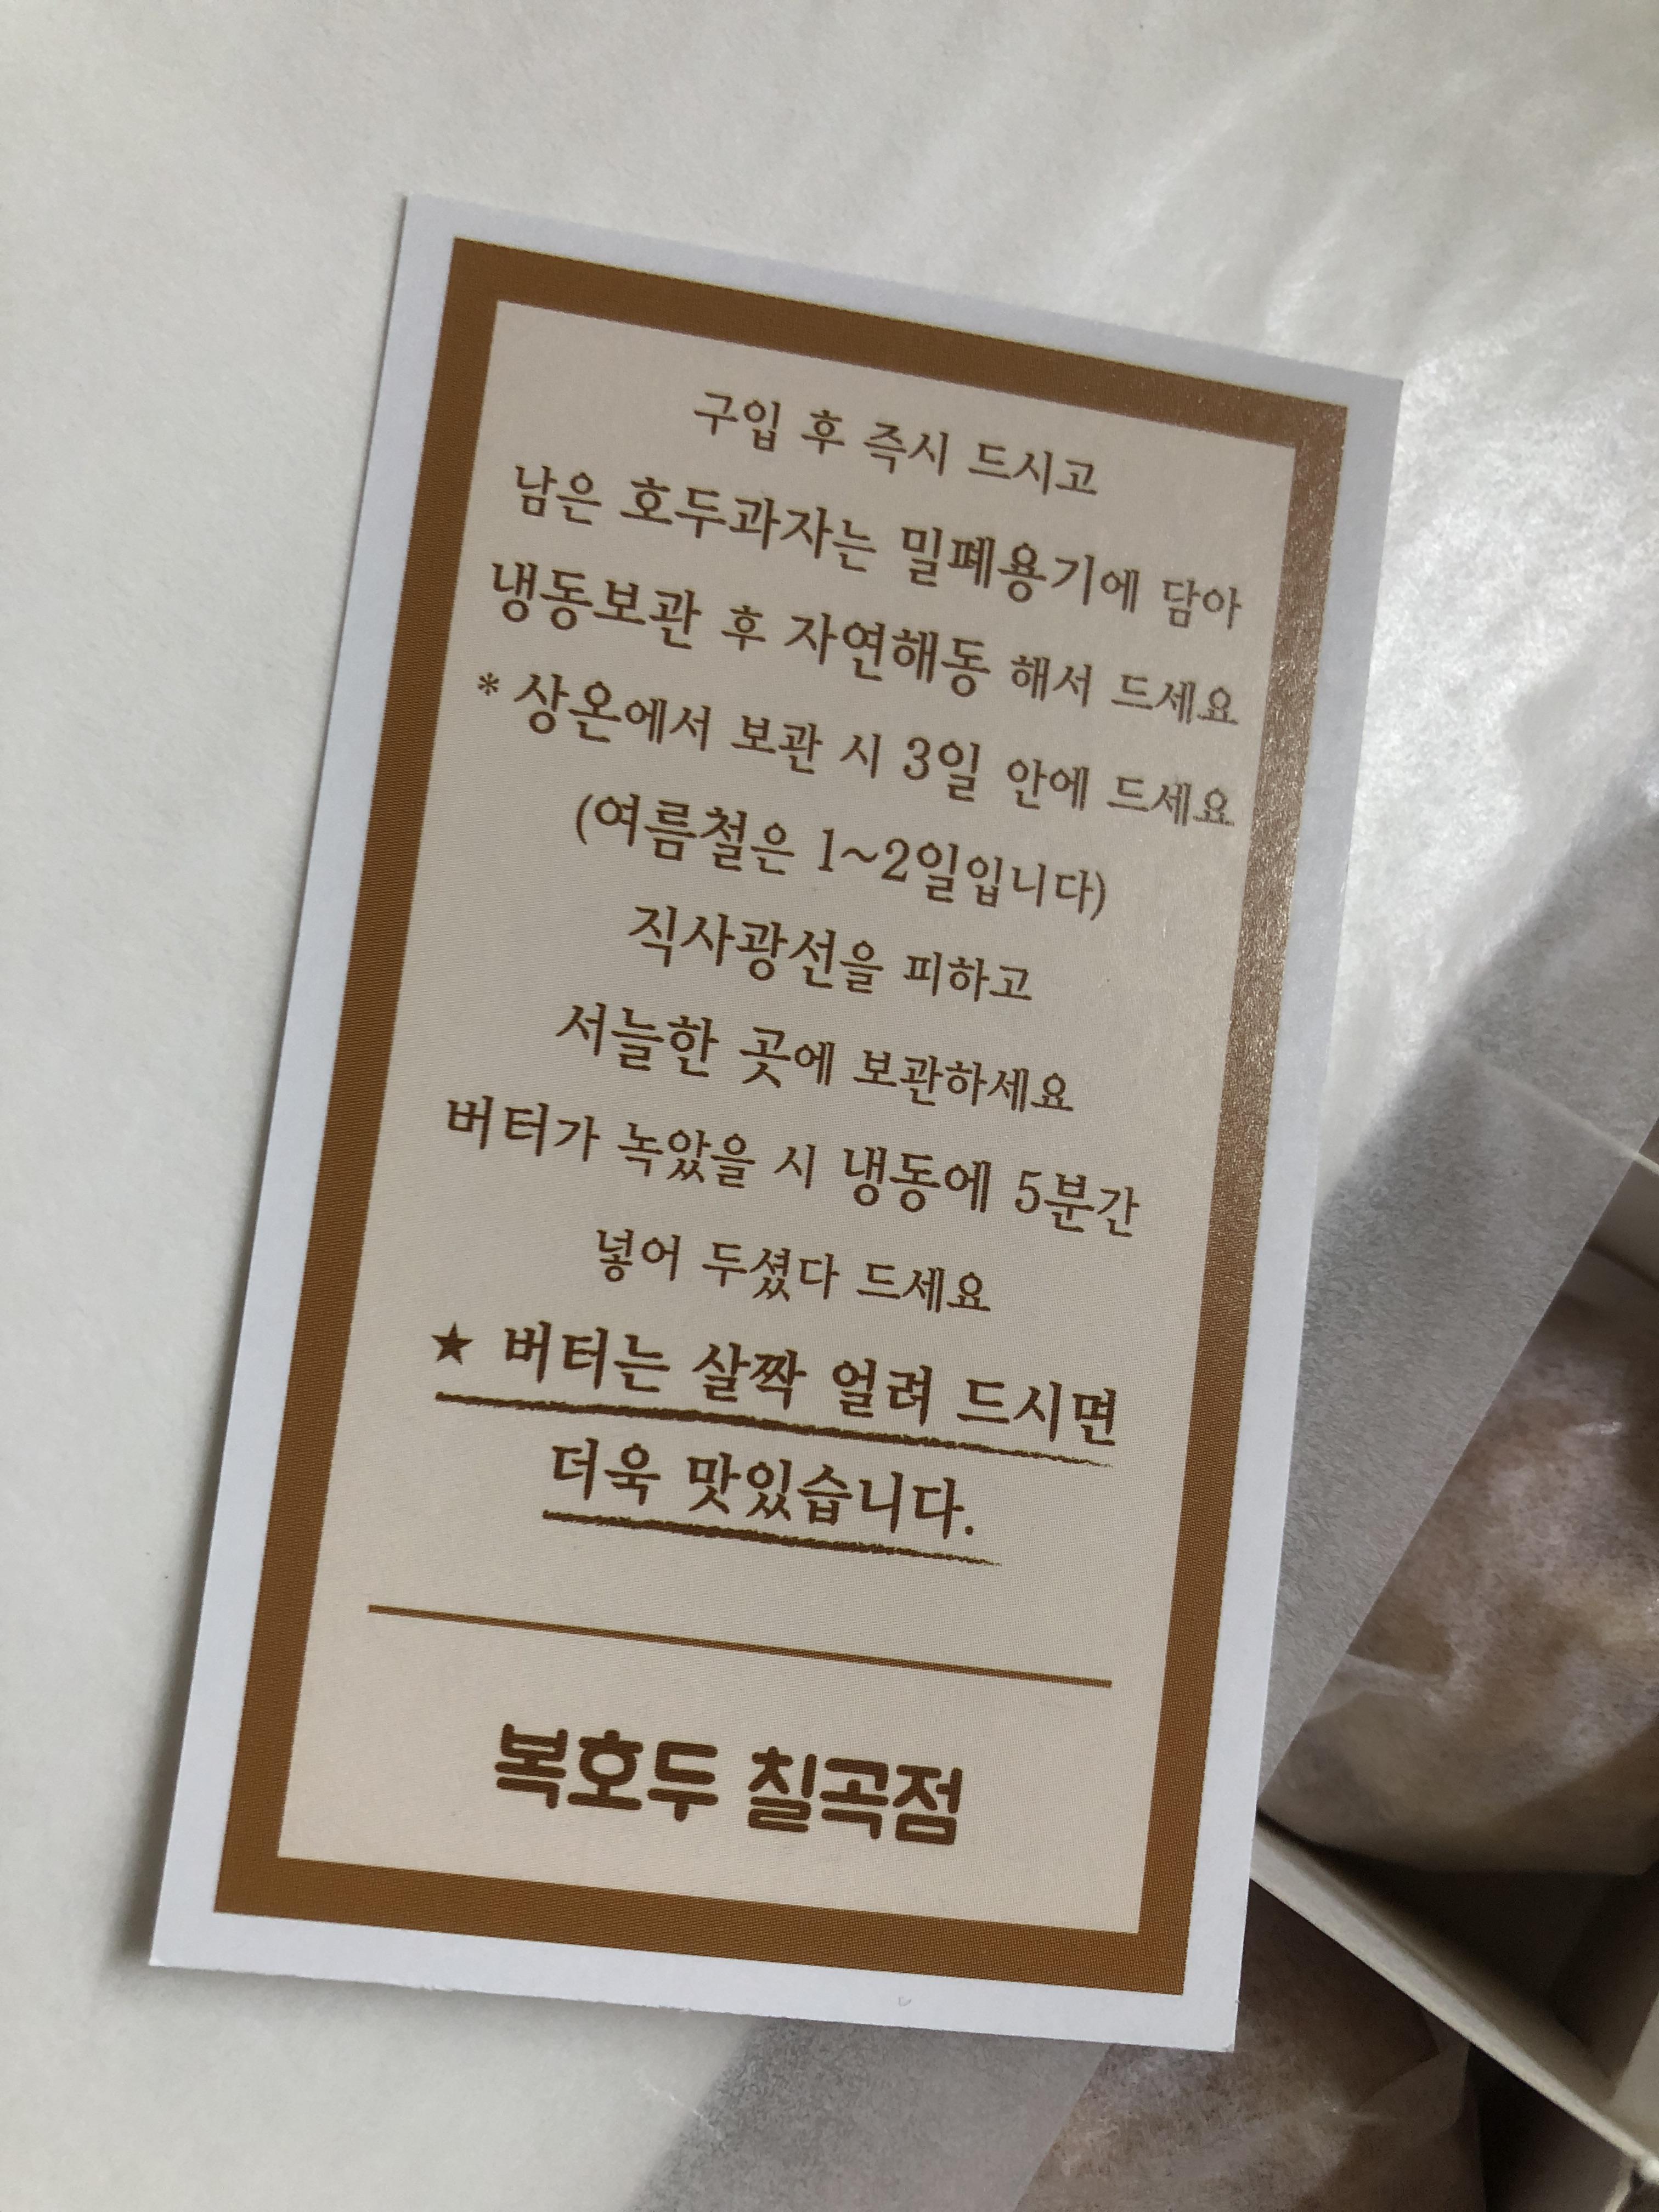 구입 후 즉시 드시고
남은 호두과자는 밀폐용기에 담아
냉동보관 후 자연해동 해서 드세요
* 상온에서 보관 시 3일 안에 드세요
(여름철은 1~2일입니다)
직사광선을 피하고
서늘한 곳에 보관하세요
버터가 녹았을 시 냉동에 5분간
넣어 두셨다 드세요
★ 버터는 살짝 얼려 드시면
더욱 맛있습니다.
복호두 칠곡점